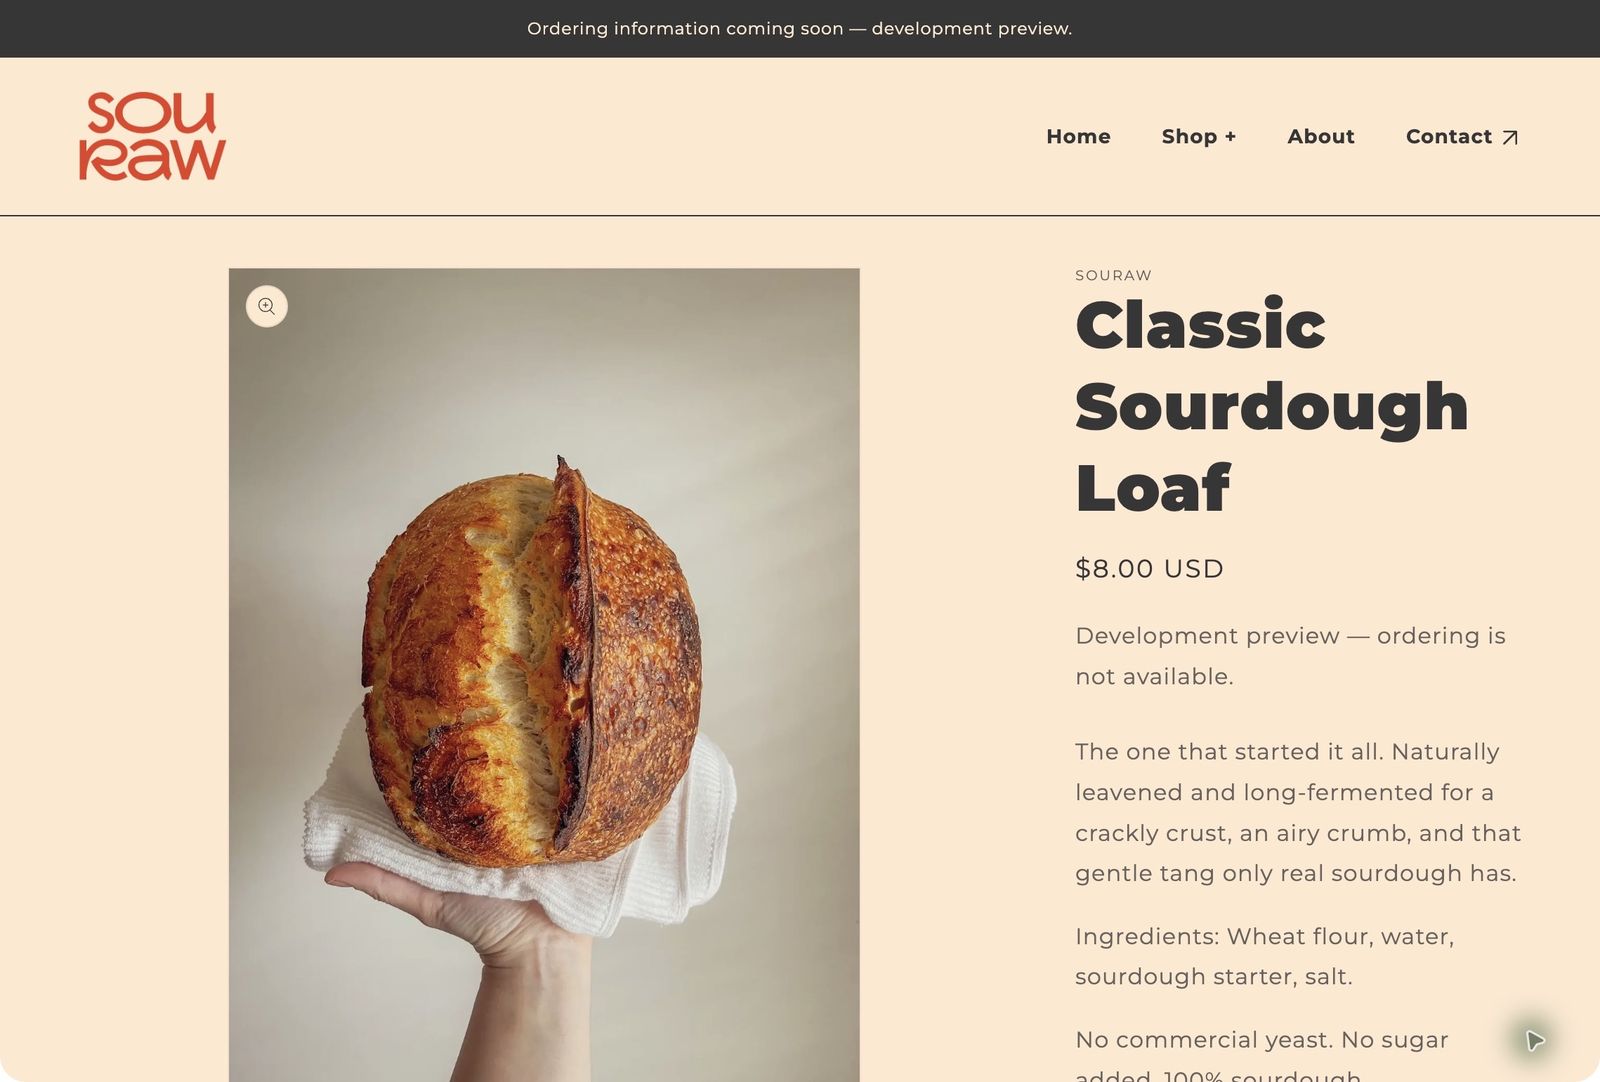 Ordering information coming soon — development preview.
sou
raw
Home Shop + About Contact
SOURAW
Classic
Sourdough
Loaf
$8.00 USD
Development preview — ordering is
not available.
The one that started it all. Naturally
leavened and long-fermented for a
crackly crust, an airy crumb, and that
gentle tang only real sourdough has.
Ingredients: Wheat flour, water,
sourdough starter, salt.
No commercial yeast. No sugar
added. 100% sourdough.